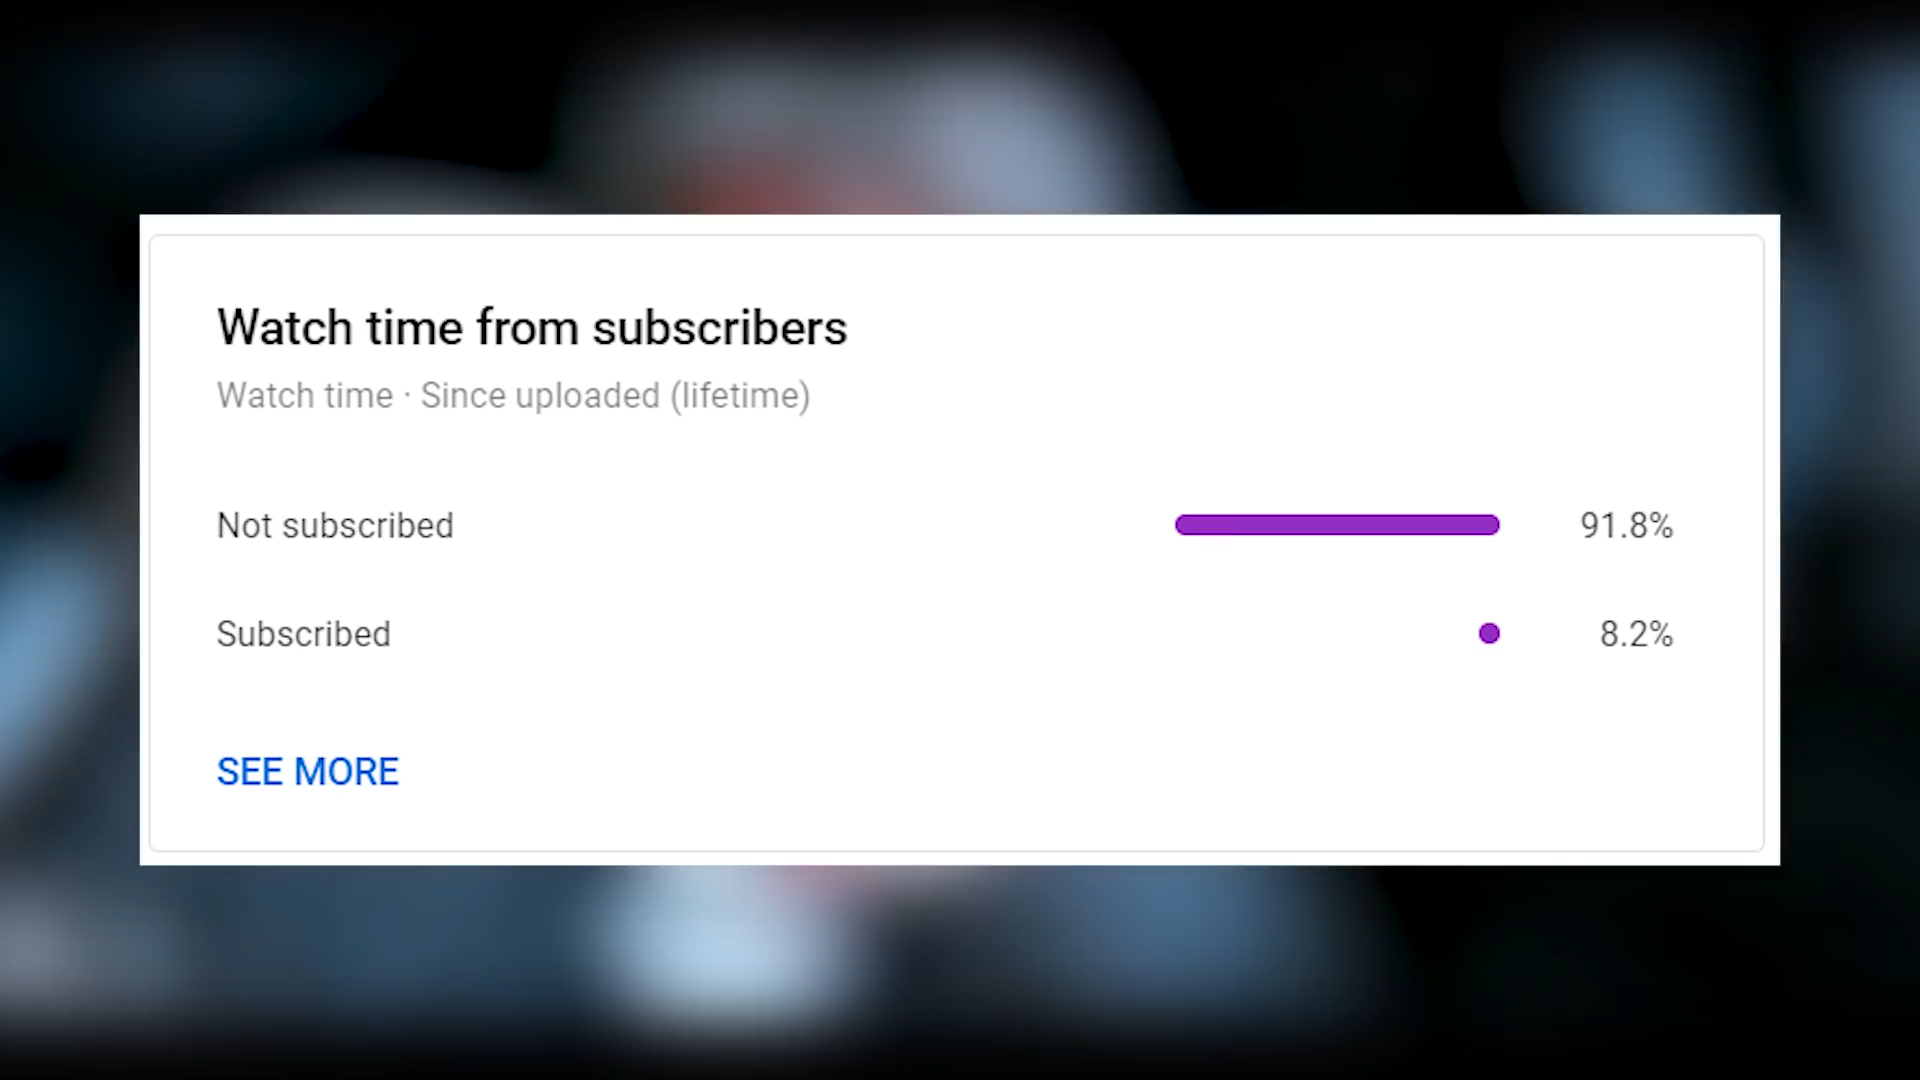 Watch time from subscribers
Watch time · Since uploaded (lifetime)
Not subscribed 91.8%
Subscribed 8.2%
SEE MORE